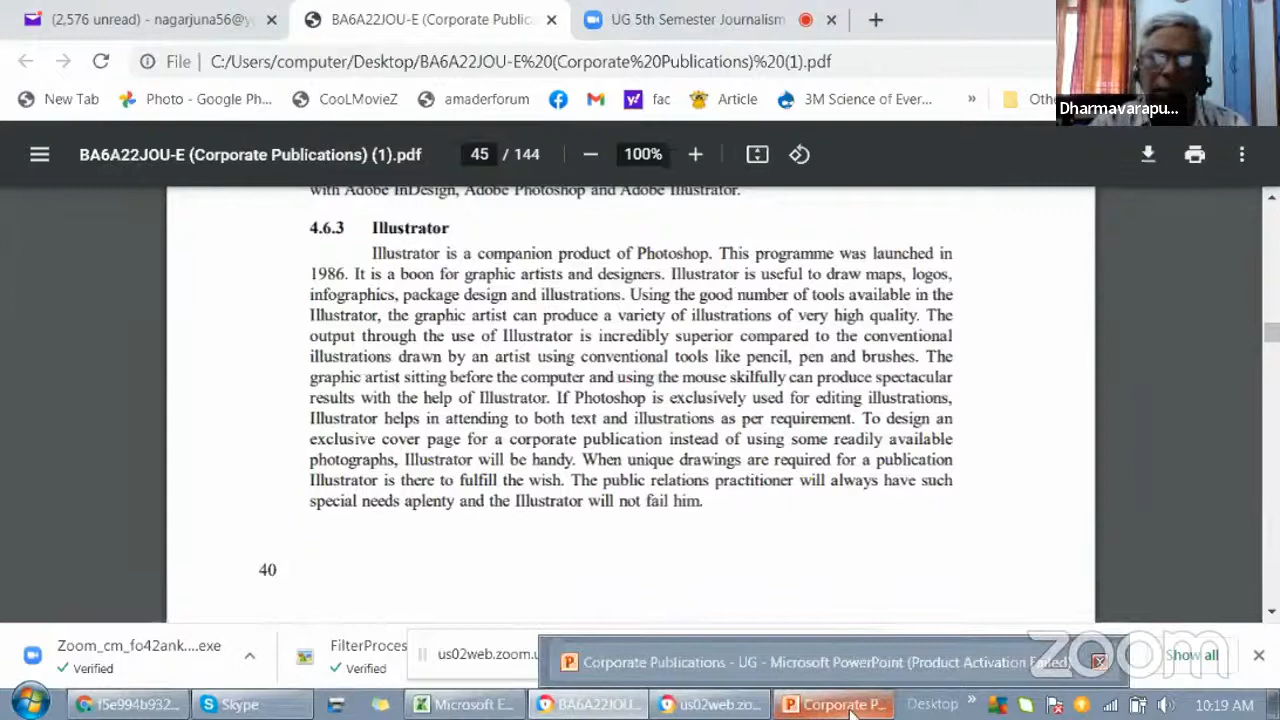 (2,576 unread) - nagarjuna56@y
BA6A22JOU-E (Corporate Public
UG 5th Semester Journalism
File C:/Users/computer/Desktop/BA6A22JOU-E%20(Corporate%20Publications)%20(1).pdf
New Tab Photo - Google Ph... CooLMovieZ amaderforum fac Article 3M Science of Ever... » Oth
Dharmavarapu...
BA6A22JOU-E (Corporate Publications) (1).pdf 45 / 144 100%
with Adobe InDesign, Adobe Photoshop and Adobe Illustrator.
4.6.3 Illustrator
Illustrator is a companion product of Photoshop. This programme was launched in
1986. It is a boon for graphic artists and designers. Illustrator is useful to draw maps, logos,
infographics, package design and illustrations. Using the good number of tools available in the
Illustrator, the graphic artist can produce a variety of illustrations of very high quality. The
output through the use of Illustrator is incredibly superior compared to the conventional
illustrations drawn by an artist using conventional tools like pencil, pen and brushes. The
graphic artist sitting before the computer and using the mouse skilfully can produce spectacular
results with the help of Illustrator. If Photoshop is exclusively used for editing illustrations,
Illustrator helps in attending to both text and illustrations as per requirement. To design an
exclusive cover page for a corporate publication instead of using some readily available
photographs, Illustrator will be handy. When unique drawings are required for a publication
Illustrator is there to fulfill the wish. The public relations practitioner will always have such
special needs aplenty and the Illustrator will not fail him.
40
Zoom_cm_fo42ank....exe
Verified
FilterProces
Verified
us02web.zoom.u
Corporate Publications - UG - Microsoft PowerPoint (Product Activation Failed)
Show all
zoom
f5e994b932... Skype Microsoft E... BA6A22JOU... us02web.zo... Corporate P... Desktop » 10:19 AM